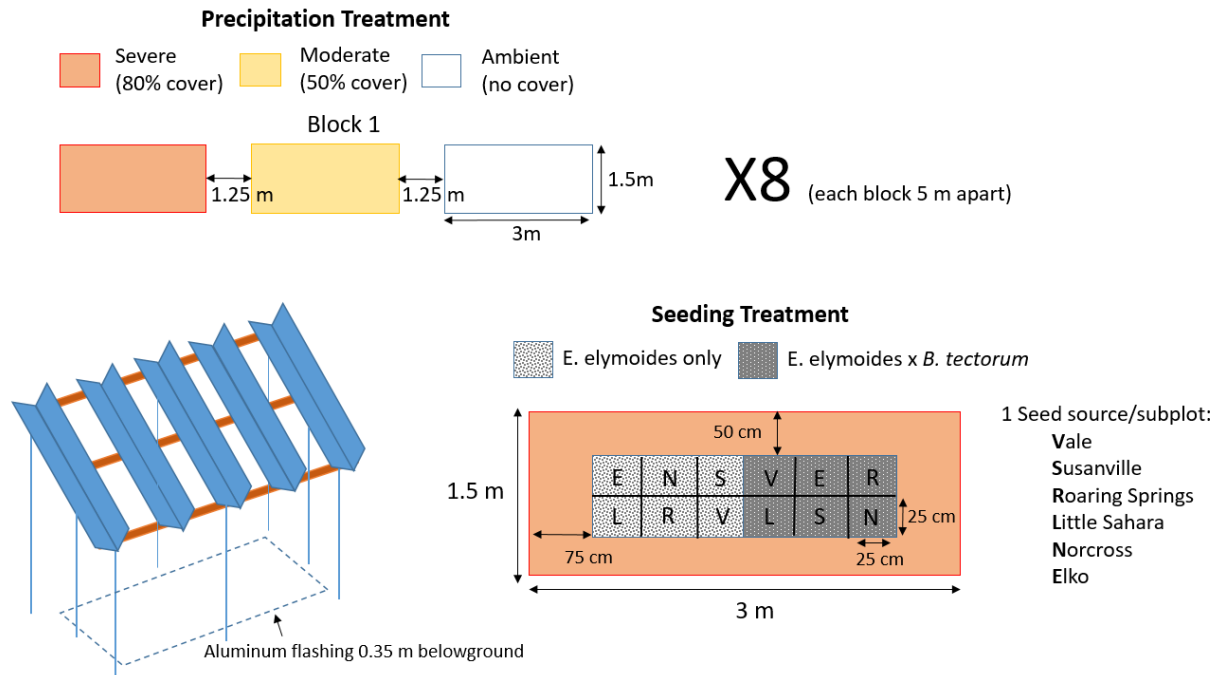 Precipitation Treatment
Severe
(80% cover)
Moderate
(50% cover)
Ambient
(no cover)
Block 1
1.25 m
1.25 m
1.5m
3m
X8 (each block 5 m apart)
Seeding Treatment
E. elymoides only
E. elymoides x B. tectorum
50 cm
1.5 m
E N S V E R
L R V L S N
25 cm
75 cm
25 cm
3 m
1 Seed source/subplot:
Vale
Susanville
Roaring Springs
Little Sahara
Norcross
Elko
Aluminum flashing 0.35 m belowground